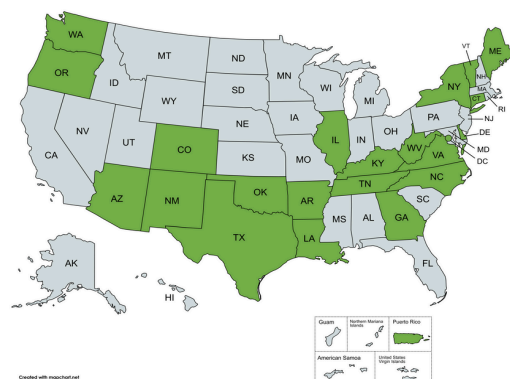 WA
VT
ME
MT
ND
OR
MN
NH
ID
SD
WI
NY
MA
WY
MI
CT
RI
IA
PA
NJ
NE
NV
OH
DE
UT
IL
IN
MD
CA
CO
WV
VA
DC
KS
MO
KY
NC
TN
AZ
OK
NM
AR
SC
MS
AL
GA
TX
LA
FL
AK
HI
Guam
Northern Mariana
Islands
Puerto Rico
American Samoa
United States
Virgin Islands
Created with mapchart.net